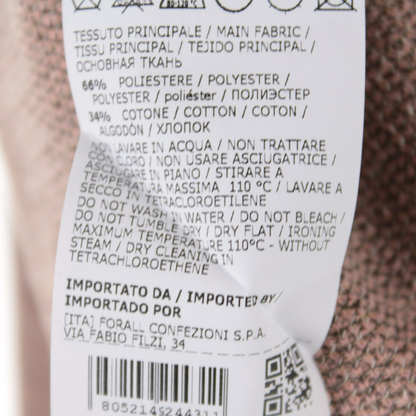 80-120°
TESSUTO PRINCIPALE / MAIN FABRIC /
TISSU PRINCIPAL / TEJIDO PRINCIPAL /
ОСНОВНАЯ ТКАНЬ
66% POLIESTERE / POLYESTER /
POLYESTER / poliéster / ПОЛИЭСТЕР
34% COTONE / COTTON / COTON /
ALGODÓN / ХЛОПОК
NON LAVARE IN ACQUA / NON TRATTARE
CON CLORO / NON USARE ASCIUGATRICE /
ASCIUGARE IN PIANO / STIRARE A
TEMPERATURA MASSIMA 110 °C / LAVARE A
SECCO IN TETRACLOROETILENE
DO NOT WASH IN WATER / DO NOT BLEACH /
DO NOT TUMBLE DRY / DRY FLAT / IRONING
MAXIMUM TEMPERATURE 110°C - WITHOUT
STEAM / DRY CLEANING IN
TETRACHLOROETHENE
IMPORTATO DA / IMPORTED BY /
IMPORTADO POR
[ITA] FORALL CONFEZIONI S.P.A.
VIA FABIO FILZI, 34
8052149244311